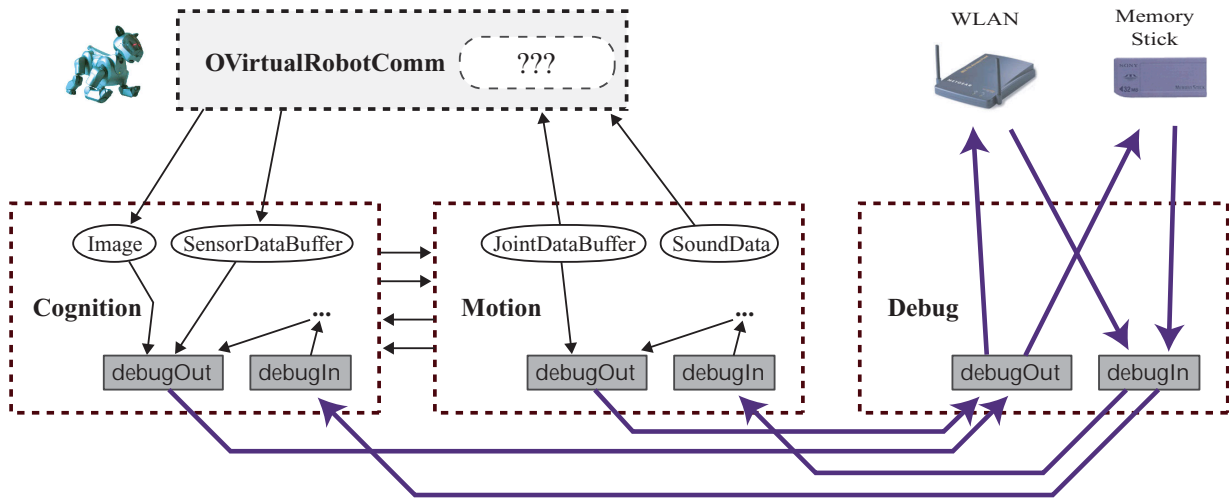 OVirtualRobotComm
???
WLAN
Memory
Stick
Image
SensorDataBuffer
JointDataBuffer
SoundData
Cognition
...
Motion
...
Debug
debugOut
debugIn
debugOut
debugIn
debugOut
debugIn